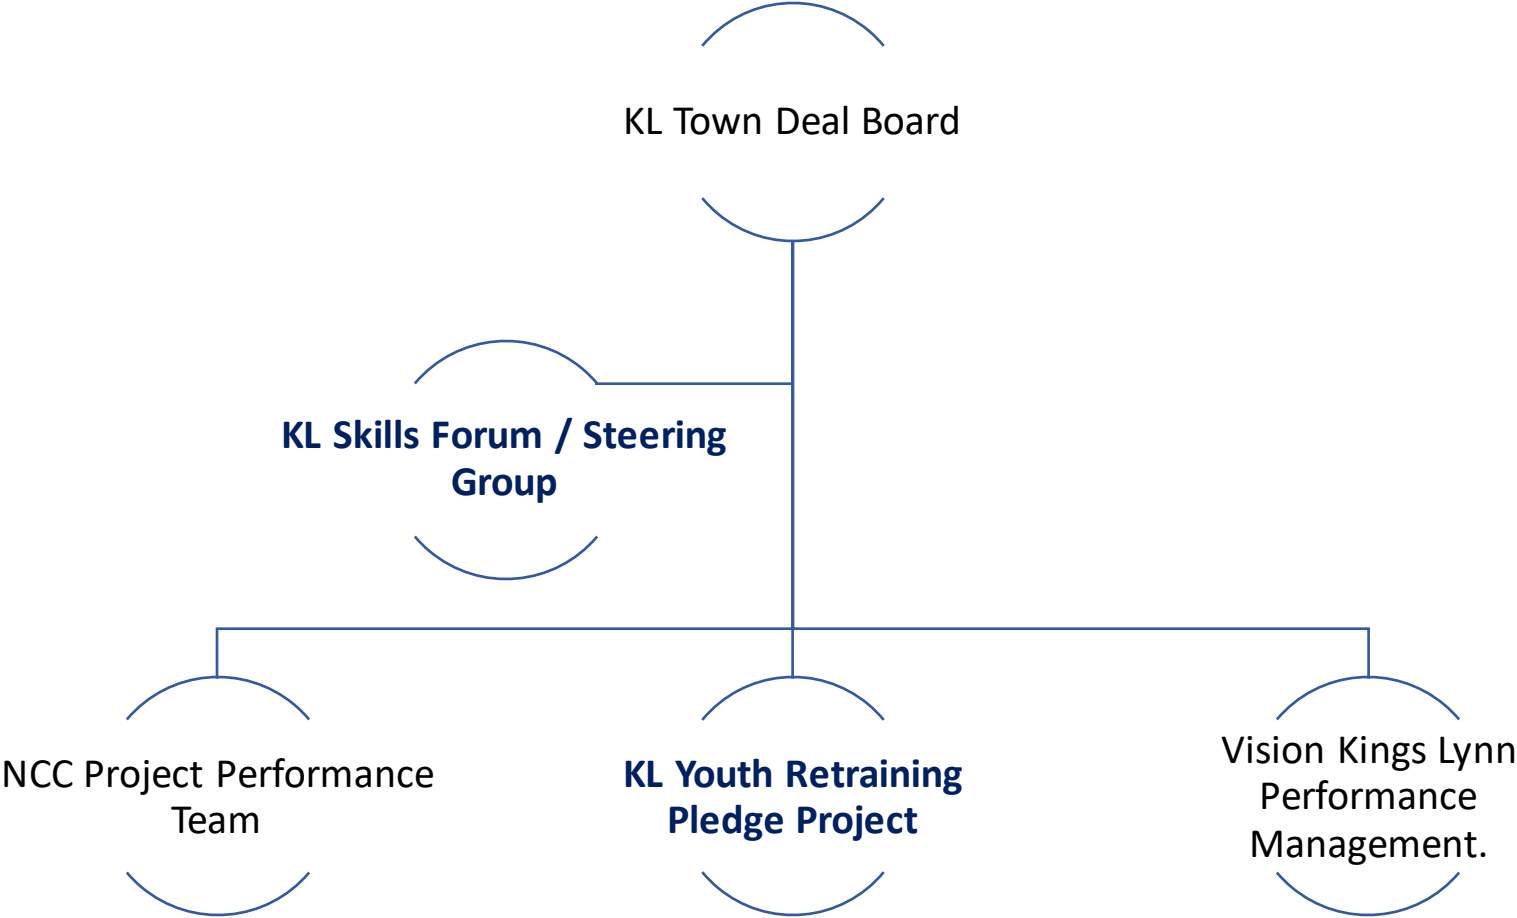 KL Town Deal Board
KL Skills Forum / Steering
Group
NCC Project Performance
Team
KL Youth Retraining
Pledge Project
Vision Kings Lynn
Performance
Management.